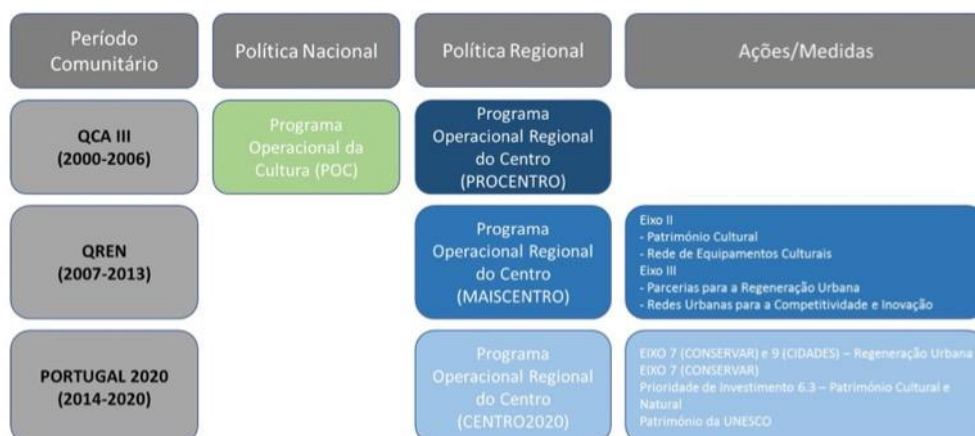 Período
Comunitário
Política Nacional
Política Regional
Ações/Medidas
QCA III
(2000-2006)
Programa
Operacional da
Cultura (POC)
Programa
Operacional Regional
do Centro
(PROCENTRO)
QREN
(2007-2013)
Programa
Operacional Regional
do Centro
(MAISCENTRO)
Eixo II
- Património Cultural
- Rede de Equipamentos Culturais
Eixo III
- Parcerias para a Regeneração Urbana
- Redes Urbanas para a Competitividade e Inovação
PORTUGAL 2020
(2014-2020)
Programa
Operacional Regional
do Centro
(CENTRO2020)
EIXO 7 (CONSERVAR) e 9 (CIDADES) – Regeneração Urbana
EIXO 7 (CONSERVAR)
Prioridade de Investimento 6.3 – Património Cultural e
Natural
Património da UNESCO